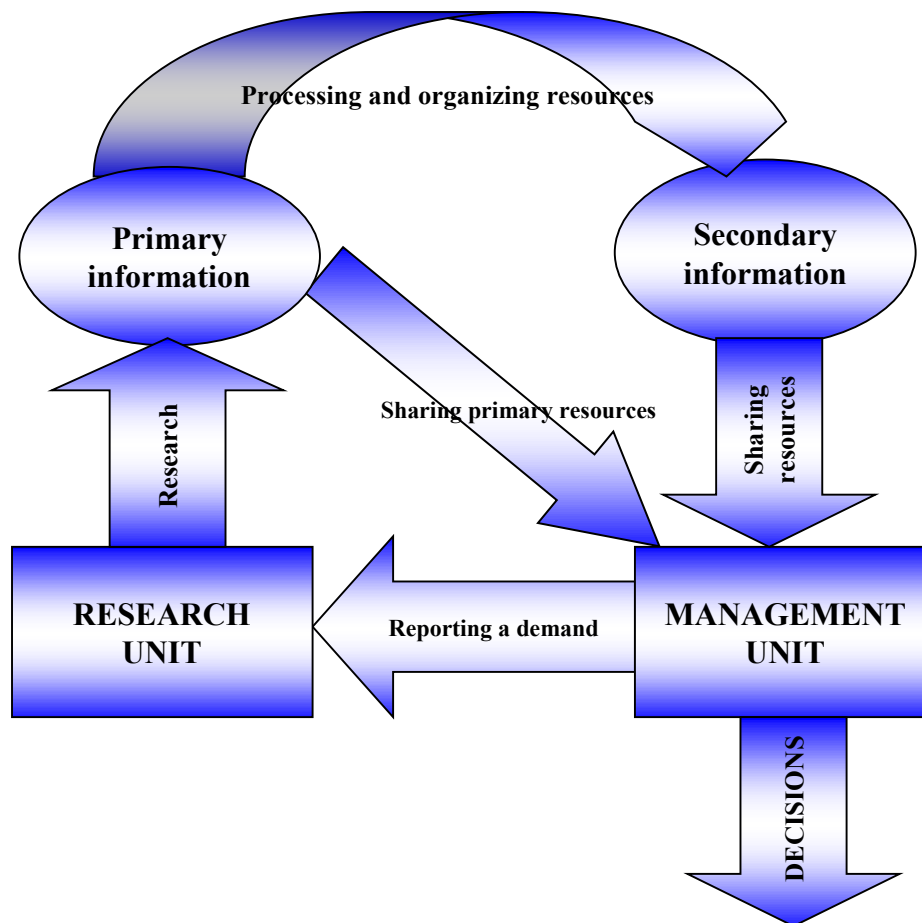 Processing and organizing resources
Primary
information
Secondary
information
Sharing primary resources
Research
Sharing
resources
RESEARCH
UNIT
Reporting a demand
MANAGEMENT
UNIT
DECISIONS